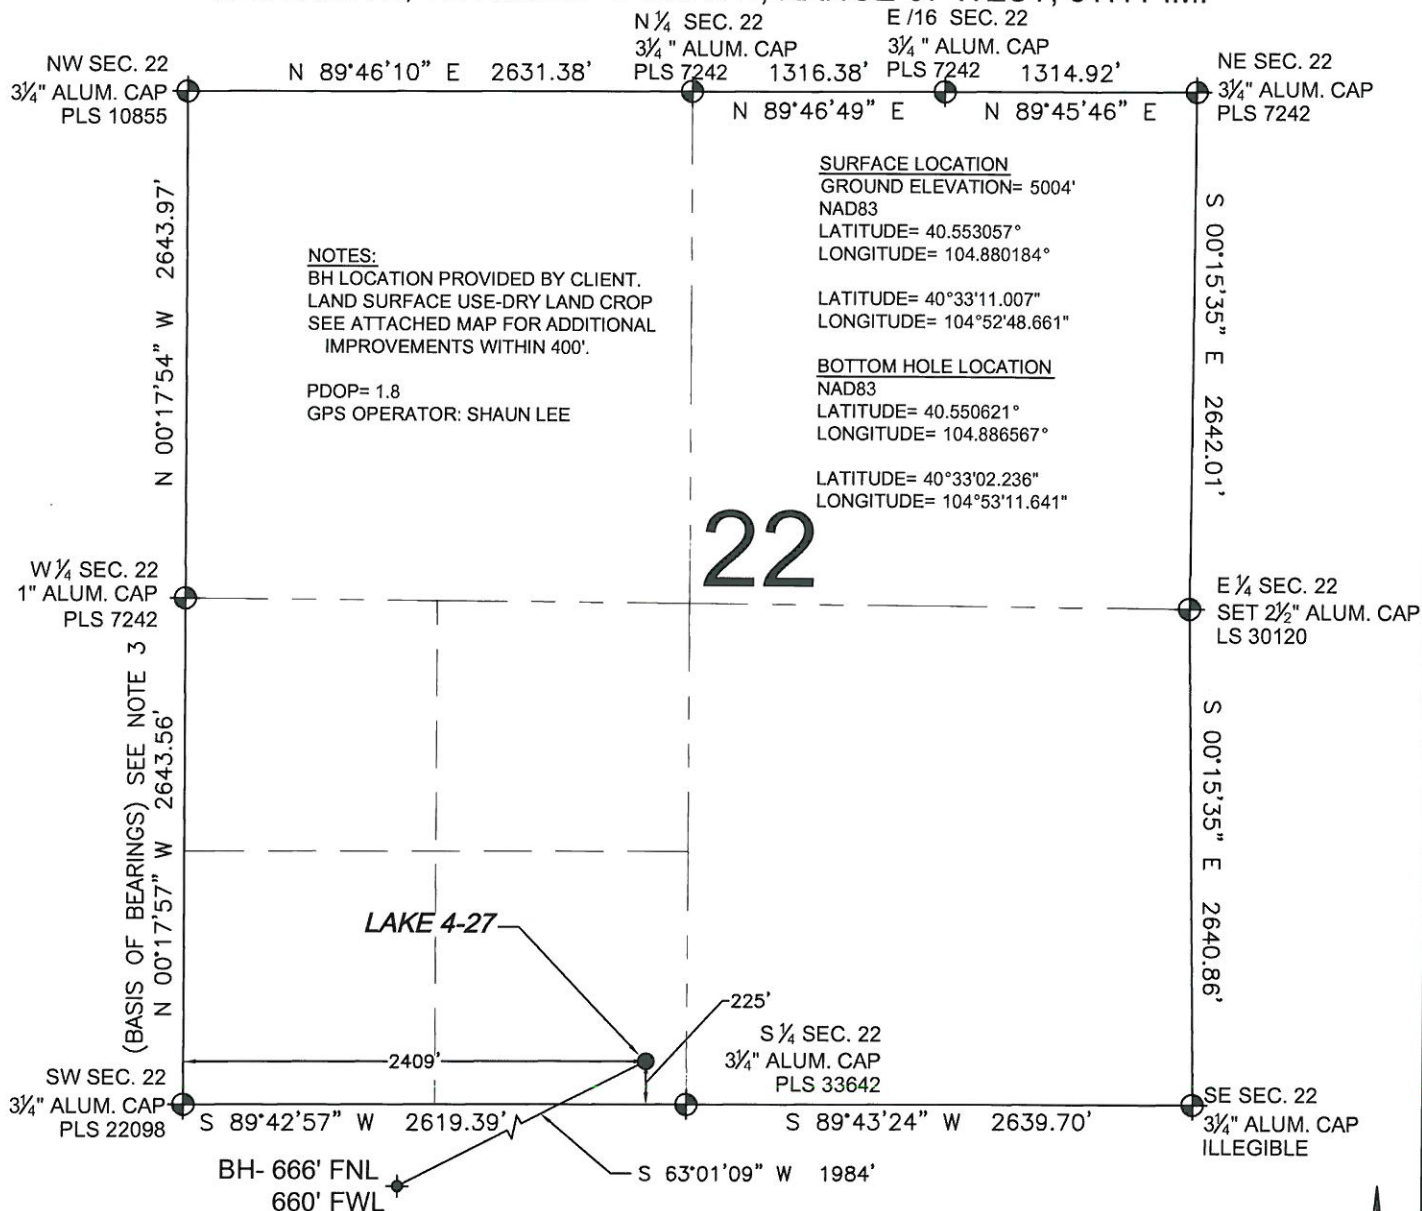 RANGE 67 WEST, 6TH P.M.
N ¼ SEC. 22
3¼" ALUM. CAP
PLS 7242
E /16 SEC. 22
3¼" ALUM. CAP
PLS 7242
NW SEC. 22
3¼" ALUM. CAP
PLS 10855
N 89°46'10" E 2631.38'
1316.38'
1314.92'
NE SEC. 22
3¼" ALUM. CAP
PLS 7242
N 89°46'49" E
N 89°45'46" E
N 00°17'54" W 2643.97'
NOTES:
BH LOCATION PROVIDED BY CLIENT.
LAND SURFACE USE-DRY LAND CROP
SEE ATTACHED MAP FOR ADDITIONAL
IMPROVEMENTS WITHIN 400'.
PDOP= 1.8
GPS OPERATOR: SHAUN LEE
SURFACE LOCATION
GROUND ELEVATION= 5004'
NAD83
LATITUDE= 40.553057°
LONGITUDE= 104.880184°
LATITUDE= 40°33'11.007"
LONGITUDE= 104°52'48.661"
BOTTOM HOLE LOCATION
NAD83
LATITUDE= 40.550621°
LONGITUDE= 104.886567°
LATITUDE= 40°33'02.236"
LONGITUDE= 104°53'11.641"
S 00°15'35" E 2642.01'
22
W ¼ SEC. 22
1" ALUM. CAP
PLS 7242
E ¼ SEC. 22
SET 2½" ALUM. CAP
LS 30120
(BASIS OF BEARINGS) SEE NOTE 3
N 00°17'57" W 2643.56'
S 00°15'35" E 2640.86'
LAKE 4-27
225'
2409'
S ¼ SEC. 22
3¼" ALUM. CAP
PLS 33642
SW SEC. 22
3¼" ALUM. CAP
PLS 22098
S 89°42'57" W 2619.39'
S 89°43'24" W 2639.70'
SE SEC. 22
3¼" ALUM. CAP
ILLEGIBLE
BH- 666' FNL
660' FWL
S 63°01'09" W 1984'